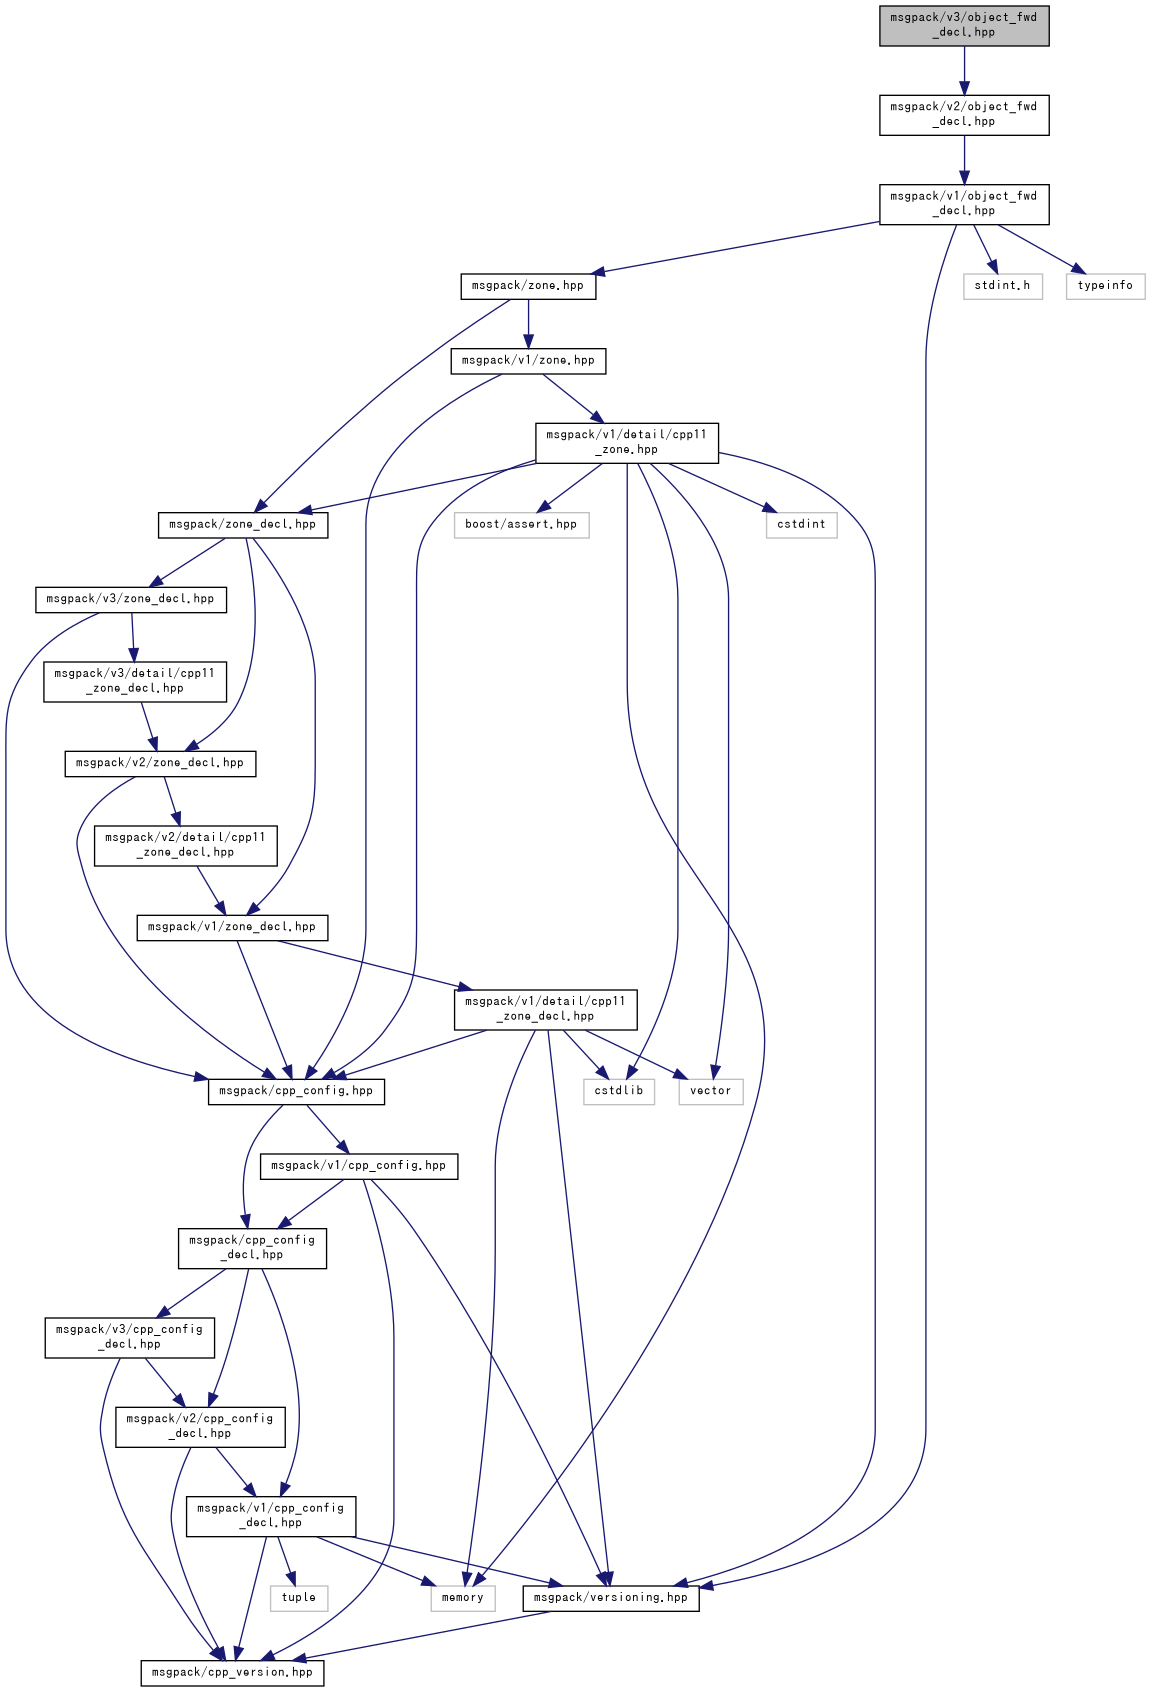 msgpack/v3/object_fwd
_decl.hpp
msgpack/v2/object_fwd
_decl.hpp
msgpack/v1/object_fwd
_decl.hpp
msgpack/zone.hpp
stdint.h
typeinfo
msgpack/v1/zone.hpp
msgpack/v1/detail/cpp11
_zone.hpp
msgpack/zone_decl.hpp
boost/assert.hpp
cstdint
msgpack/v3/zone_decl.hpp
msgpack/v3/detail/cpp11
_zone_decl.hpp
msgpack/v2/zone_decl.hpp
msgpack/v2/detail/cpp11
_zone_decl.hpp
msgpack/v1/zone_decl.hpp
msgpack/v1/detail/cpp11
_zone_decl.hpp
msgpack/cpp_config.hpp
cstdlib
vector
msgpack/v1/cpp_config.hpp
msgpack/cpp_config
_decl.hpp
msgpack/v3/cpp_config
_decl.hpp
msgpack/v2/cpp_config
_decl.hpp
msgpack/v1/cpp_config
_decl.hpp
tuple
memory
msgpack/versioning.hpp
msgpack/cpp_version.hpp